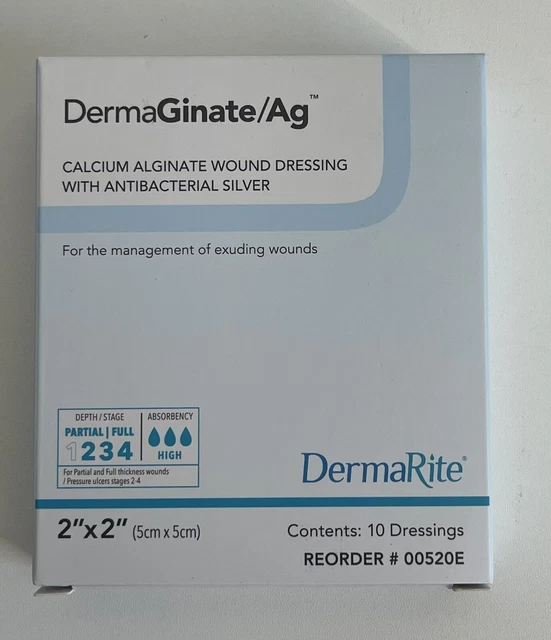 DermaGinate/Ag™
CALCIUM ALGINATE WOUND DRESSING
WITH ANTIBACTERIAL SILVER
For the management of exuding wounds
DEPTH / STAGE
PARTIAL | FULL
1234
For Partial and Full thickness wounds
/ Pressure ulcers stages 2-4
ABSORBENCY
HIGH
DermaRite®
2"x2" (5cm x 5cm)
Contents: 10 Dressings
REORDER # 00520E